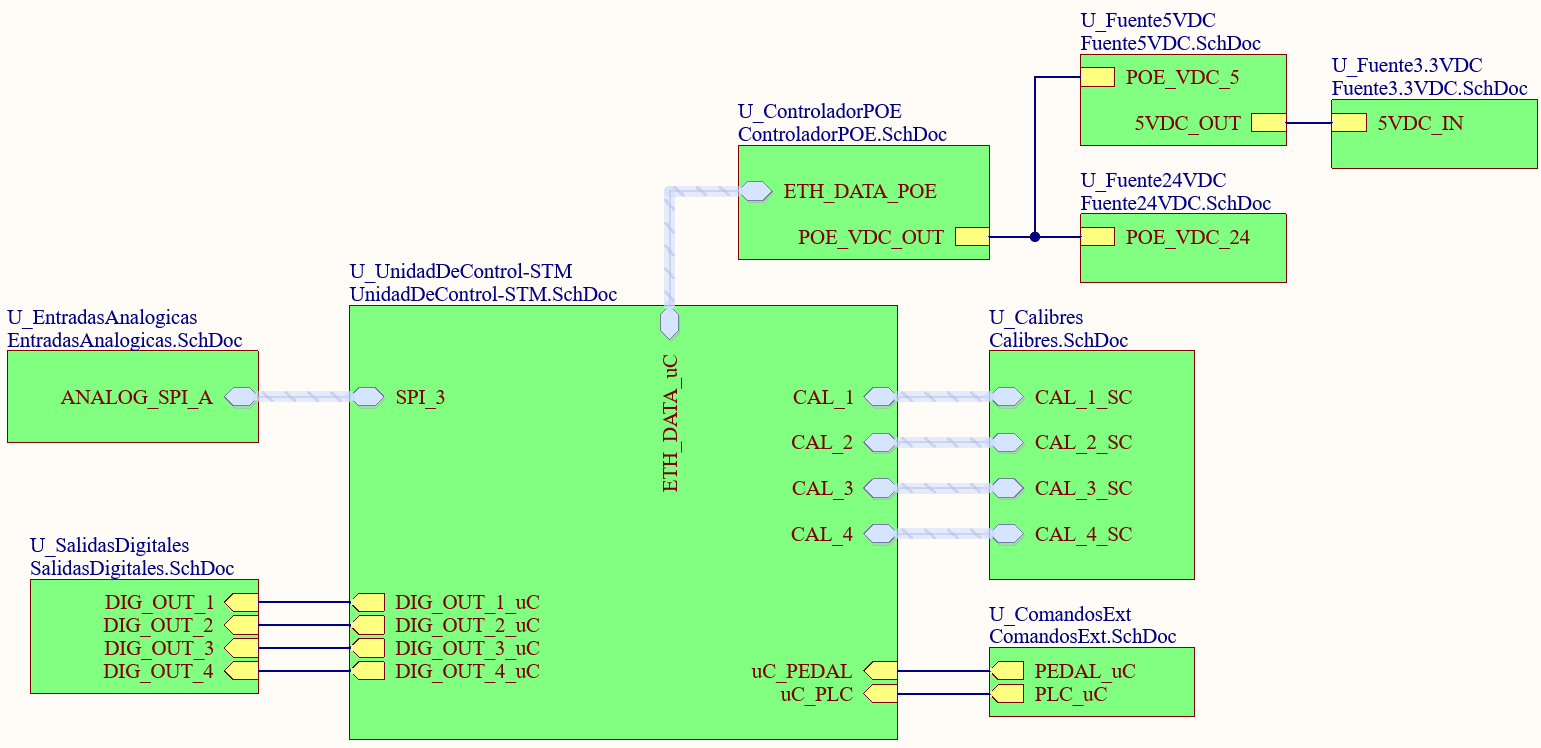 U_Fuente5VDC
Fuente5VDC.SchDoc
POE_VDC_5
5VDC_OUT
U_Fuente3.3VDC
Fuente3.3VDC.SchDoc
5VDC_IN
U_ControladorPOE
ControladorPOE.SchDoc
ETH_DATA_POE
POE_VDC_OUT
U_Fuente24VDC
Fuente24VDC.SchDoc
POE_VDC_24
U_UnidadDeControl-STM
UnidadDeControl-STM.SchDoc
SPI_3
ETH_DATA_uC
CAL_1
CAL_2
CAL_3
CAL_4
DIG_OUT_1_uC
DIG_OUT_2_uC
DIG_OUT_3_uC
DIG_OUT_4_uC
uC_PEDAL
uC_PLC
U_EntradasAnalogicas
EntradasAnalogicas.SchDoc
ANALOG_SPI_A
U_Calibres
Calibres.SchDoc
CAL_1_SC
CAL_2_SC
CAL_3_SC
CAL_4_SC
U_SalidasDigitales
SalidasDigitales.SchDoc
DIG_OUT_1
DIG_OUT_2
DIG_OUT_3
DIG_OUT_4
U_ComandosExt
ComandosExt.SchDoc
PEDAL_uC
PLC_uC